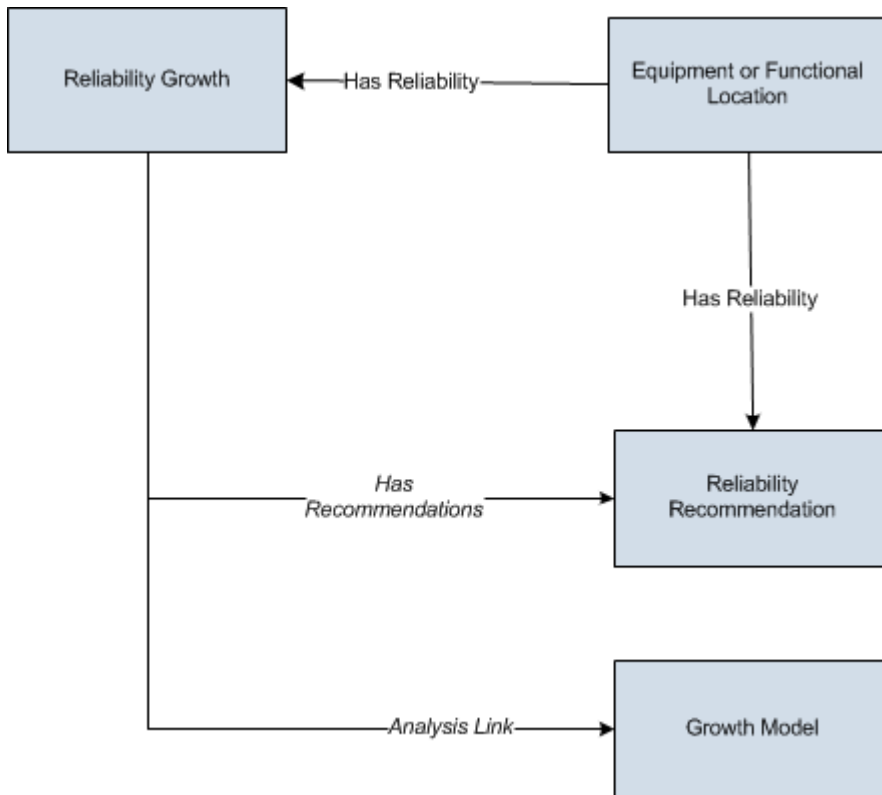 Reliability Growth
Has Reliability
Equipment or Functional
Location
Has Reliability
Has
Recommendations
Reliability
Recommendation
Analysis Link
Growth Model